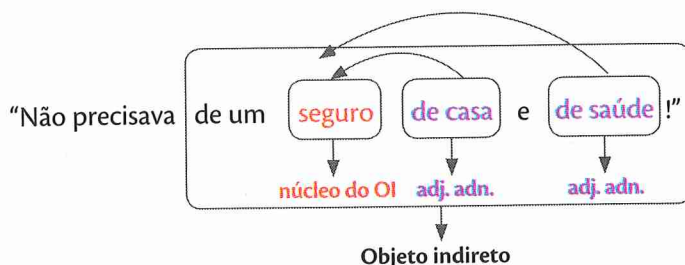 “Não precisava de um seguro de casa e de saúde!”
núcleo do OI adj. adn. adj. adn.
Objeto indireto